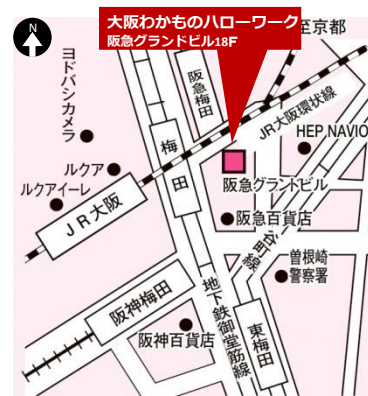 N
大阪わかものハローワーク
阪急グランドビル18F
至京都
ヨドバシカメラ
阪急梅田
JR大阪環状線
HEP NAVIO
梅田
ルクア
ルクアイーレ
JR大阪
阪急グランドビル
阪急百貨店
谷町線
曽根崎
警察署
阪神梅田
地下鉄御堂筋線
阪神百貨店
東梅田